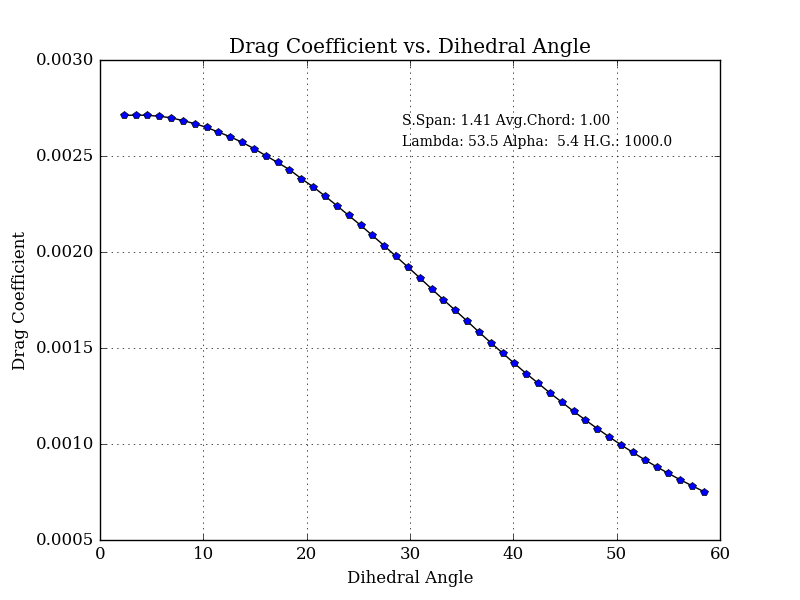 Drag Coefficient vs. Dihedral Angle
0.0030
S.Span: 1.41 Avg.Chord: 1.00
Lambda: 53.5 Alpha:  5.4 H.G.: 1000.0
0.0025
0.0020
Drag Coefficient
0.0015
0.0010
0.0005
0 10 20 30 40 50 60
Dihedral Angle